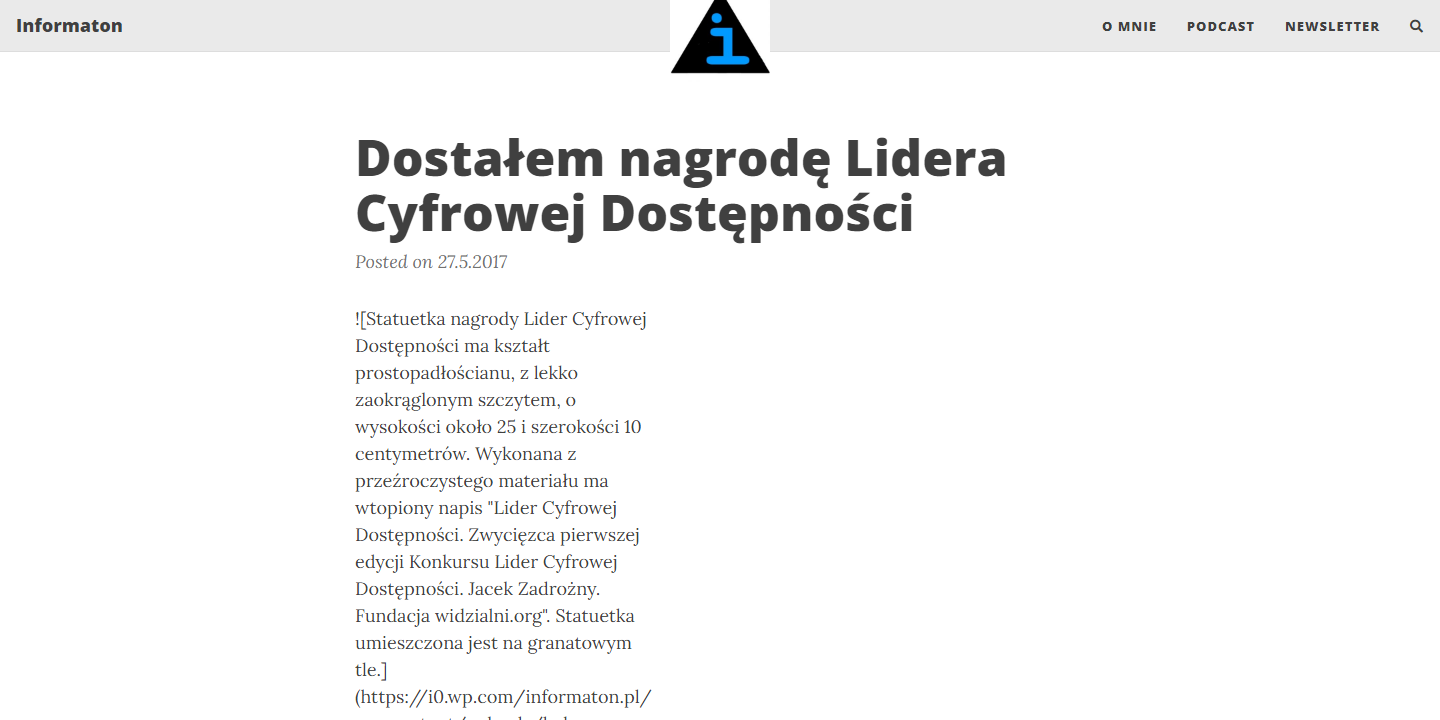 Informaton
i
O MNIE
PODCAST
NEWSLETTER
Dostałem nagrodę Lidera
Cyfrowej Dostępności
Posted on 27.5.2017
![Statuetka nagrody Lider Cyfrowej
Dostępności ma kształt
prostopadłościanu, z lekko
zaokrąglonym szczytem, o
wysokości około 25 i szerokości 10
centymetrów. Wykonana z
przeźroczystego materiału ma
wtopiony napis "Lider Cyfrowej
Dostępności. Zwycięzca pierwszej
edycji Konkursu Lider Cyfrowej
Dostępności. Jacek Zadrożny.
Fundacja widzialni.org". Statuetka
umieszczona jest na granatowym
tle.]
(https://i0.wp.com/informaton.pl/